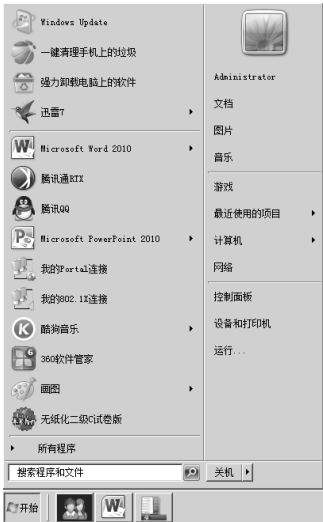 Windows Update
一键清理手机上的垃圾
强力卸载电脑上的软件
迅雷7
Microsoft Word 2010
腾讯通RTX
腾讯QQ
Microsoft PowerPoint 2010
我的Portal连接
我的802.1X连接
酷狗音乐
360软件管家
画图
无纸化二级C试卷版
所有程序
搜索程序和文件
Administrator
文档
图片
音乐
游戏
最近使用的项目
计算机
网络
控制面板
设备和打印机
运行...
关机
开始